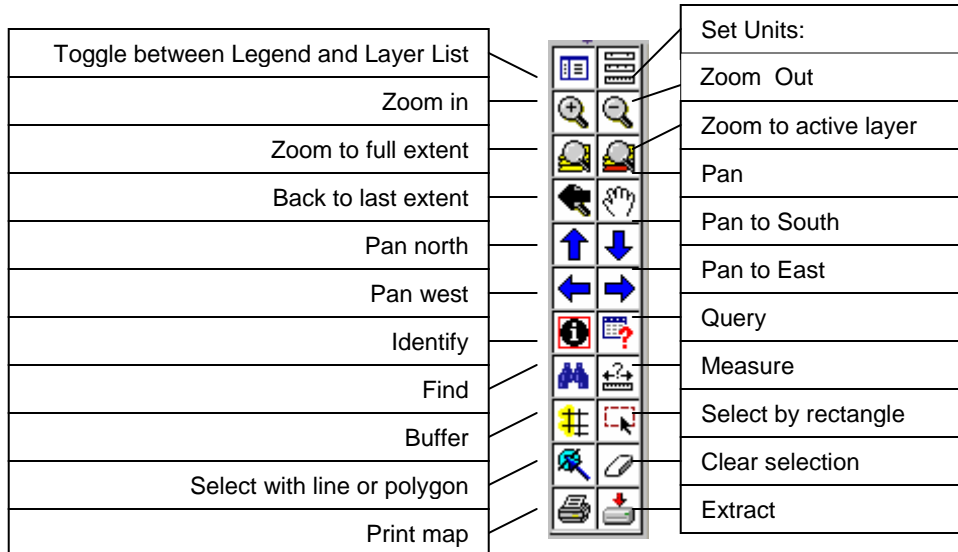 Toggle between Legend and Layer List
Zoom in
Zoom to full extent
Back to last extent
Pan north
Pan west
Identify
Find
Buffer
Select with line or polygon
Print map
Set Units:
Zoom Out
Zoom to active layer
Pan
Pan to South
Pan to East
Query
Measure
Select by rectangle
Clear selection
Extract